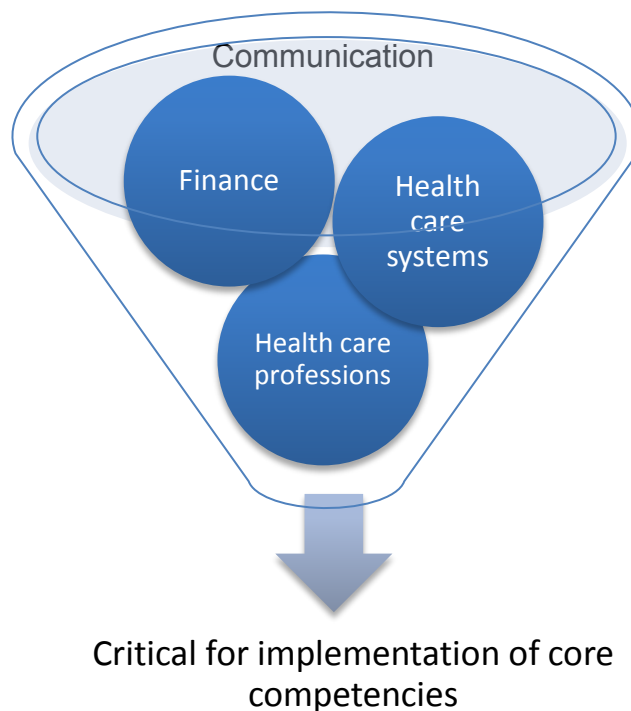 Communication
Finance
Health
care
systems
Health care
professions
Critical for implementation of core
competencies